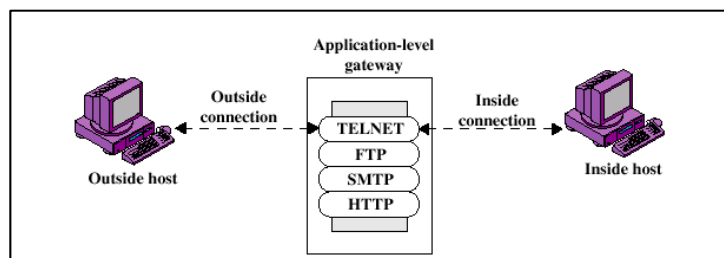 Application-level
gateway
Outside
connection
Inside
connection
TELNET
FTP
SMTP
HTTP
Outside host
Inside host